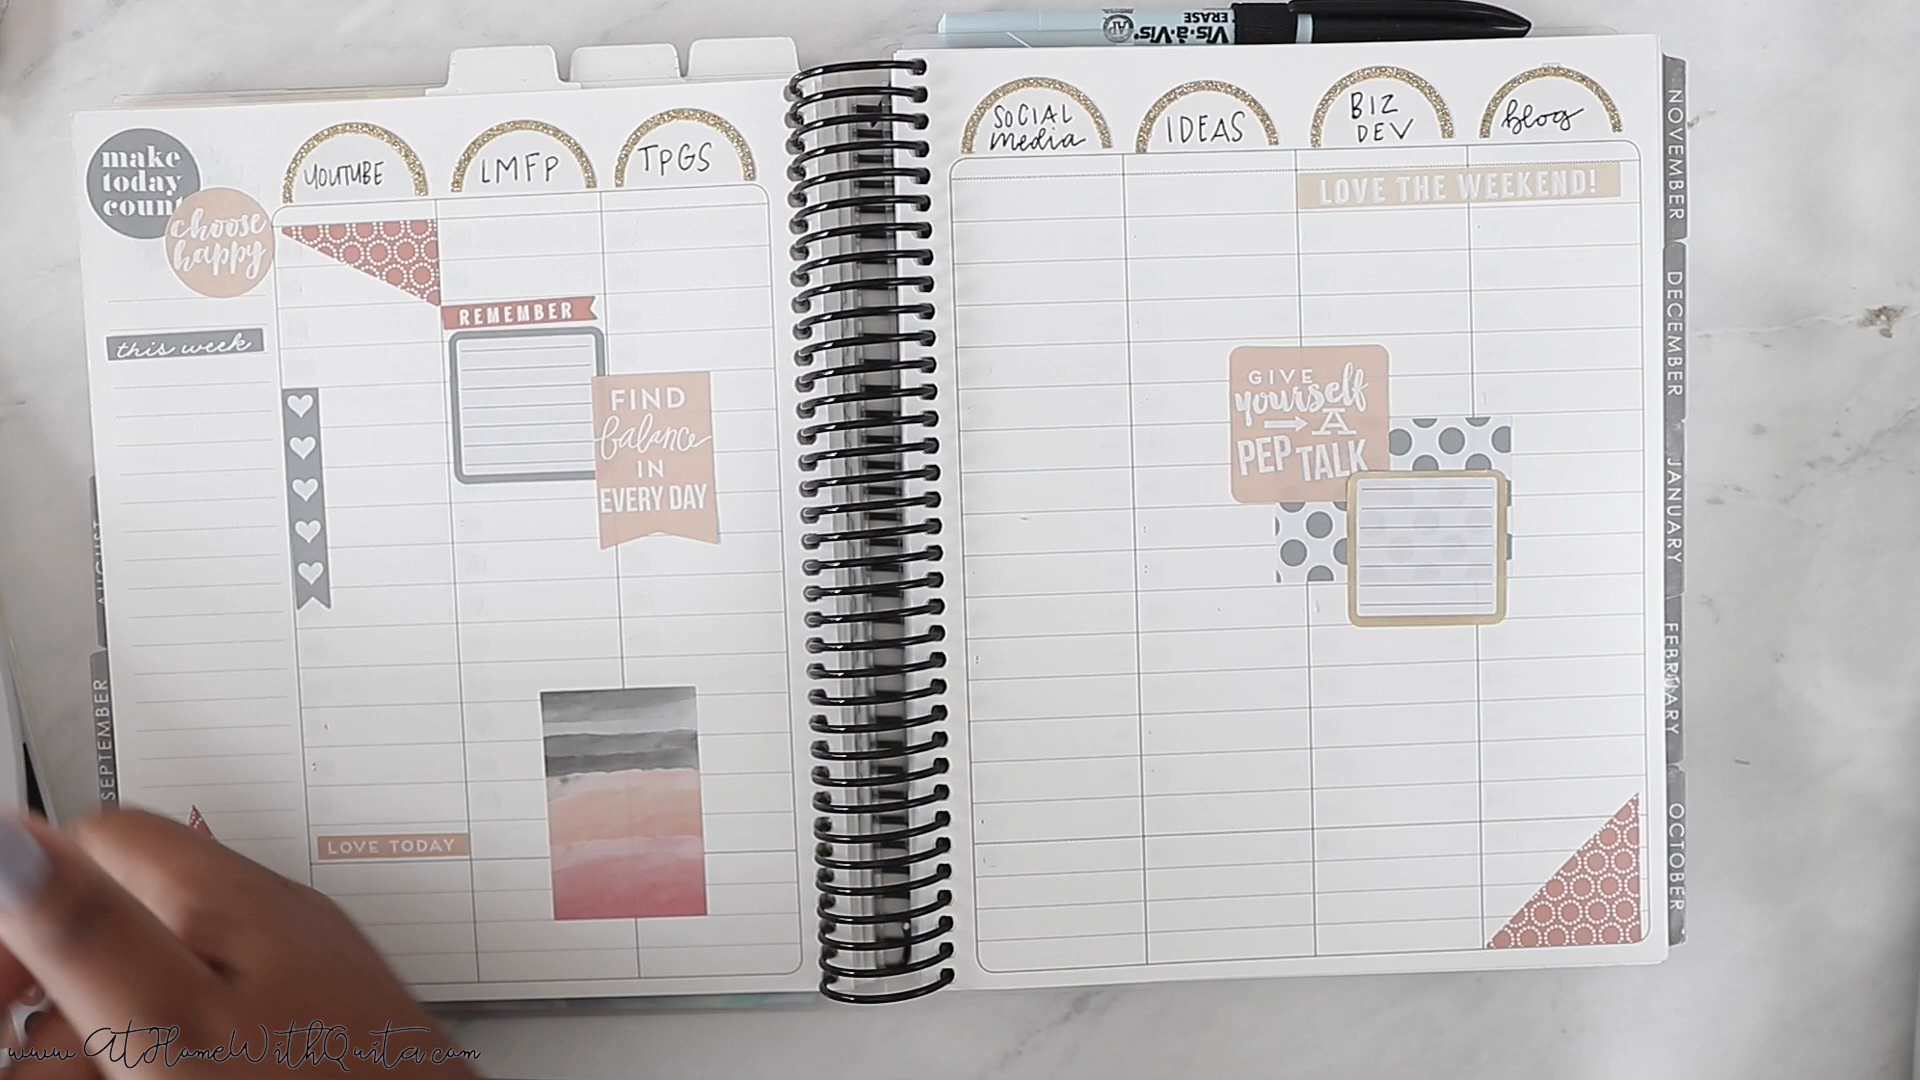 make
today
count
choose
happy
this week
YOUTUBE
LMFP
TPGS
REMEMBER
FIND
balance
IN
EVERY DAY
LOVE TODAY
AUGUST
SEPTEMBER
Vis·à·Vis
ERASE
AP
SOCIAL
media
IDEAS
BIZ
DEV
blog
LOVE THE WEEKEND!
GIVE
yourself
A
PEP TALK
NOVEMBER
DECEMBER
JANUARY
FEBRUARY
OCTOBER
www.AtHomeWithQuita.com